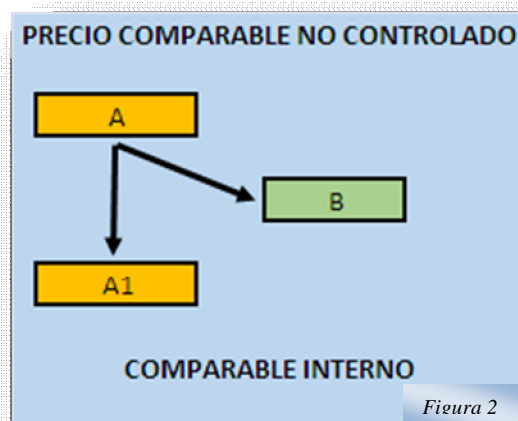 PRECIO COMPARABLE NO CONTROLADO
A
B
A1
COMPARABLE INTERNO
Figura 2